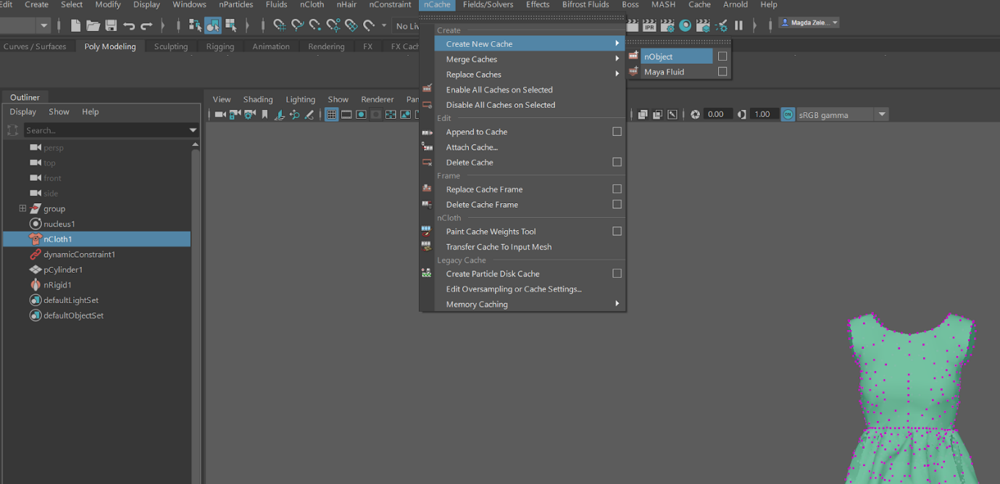 Edit Create Select Modify Display Windows nParticles Fluids nCloth nHair nConstraint nCache Fields/Solvers Effects Bifrost Fluids Boss MASH Cache Arnold Help
No Liv
IPR
Magda Zele...
Curves / Surfaces Poly Modeling Sculpting Rigging Animation Rendering FX FX Cach
Create
Create New Cache
nObject
Merge Caches
Maya Fluid
Replace Caches
Enable All Caches on Selected
Outliner
View Shading Lighting Show Renderer Pan
Disable All Caches on Selected
Display Show Help
0.00 1.00 ON sRGB gamma
Edit
Search...
Append to Cache
persp
Attach Cache...
top
Delete Cache
front
Frame
side
Replace Cache Frame
group
Delete Cache Frame
nucleus1
nCloth
nCloth1
Paint Cache Weights Tool
dynamicConstraint1
Transfer Cache To Input Mesh
pCylinder1
Legacy Cache
nRigid1
Create Particle Disk Cache
defaultLightSet
Edit Oversampling or Cache Settings...
defaultObjectSet
Memory Caching